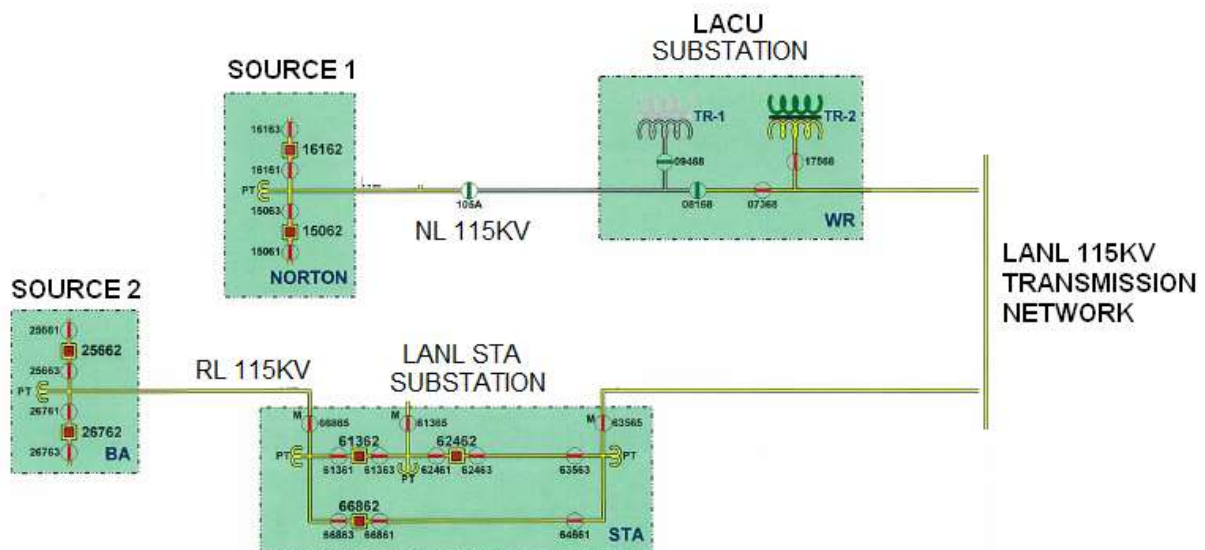 LACU
SUBSTATION
SOURCE 1
TR-1
TR-2
16163
16162
09468
17568
16161
PT
15063
105A
08168
07368
15062
NL 115KV
WR
15061
NORTON
LANL 115KV
TRANSMISSION
NETWORK
SOURCE 2
25661
25662
LANL STA
SUBSTATION
25663
RL 115KV
PT
26761
M
66865
M
61365
M
63565
26762
61362
62462
26763
BA
PT
61361
61363
62461
62463
63563
PT
PT
66862
66863
66861
64661
STA